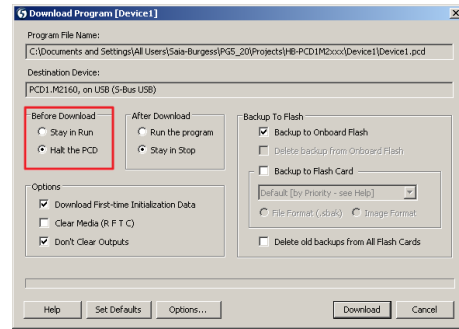 Download Program [Device1]
Program File Name:
C:\Documents and Settings\All Users\Saia-Burgess\PG5_20\Projects\HB-PCD1M2xxx\Device1\Device1.pcd
Destination Device:
PCD1.M2160, on USB (S-Bus USB)
Before Download
Stay in Run
Halt the PCD
After Download
Run the program
Stay in Stop
Options
Download First-time Initialization Data
Clear Media (R F T C)
Don't Clear Outputs
Backup To Flash
Backup to Onboard Flash
Delete backup from Onboard Flash
Backup to Flash Card
Default [by Priority - see Help]
File Format (.sbak)
Image Format
Delete old backups from All Flash Cards
Help
Set Defaults
Options...
Download
Cancel